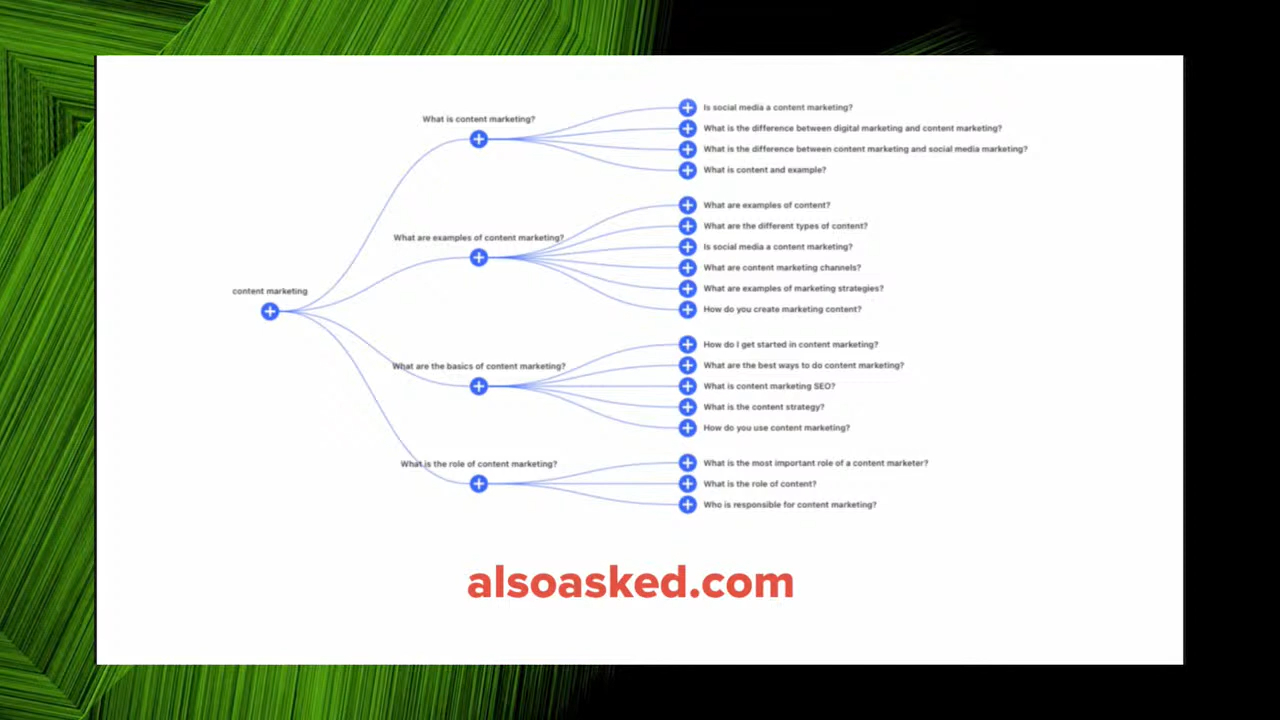 What is content marketing?
Is social media a content marketing?
What is the difference between digital marketing and content marketing?
What is the difference between content marketing and social media marketing?
What is content and example?
What are examples of content marketing?
What are examples of content?
What are the different types of content?
Is social media a content marketing?
What are content marketing channels?
What are examples of marketing strategies?
How do you create marketing content?
content marketing
What are the basics of content marketing?
How do I get started in content marketing?
What are the best ways to do content marketing?
What is content marketing SEO?
What is the content strategy?
How do you use content marketing?
What is the role of content marketing?
What is the most important role of a content marketer?
What is the role of content?
Who is responsible for content marketing?
alsoasked.com